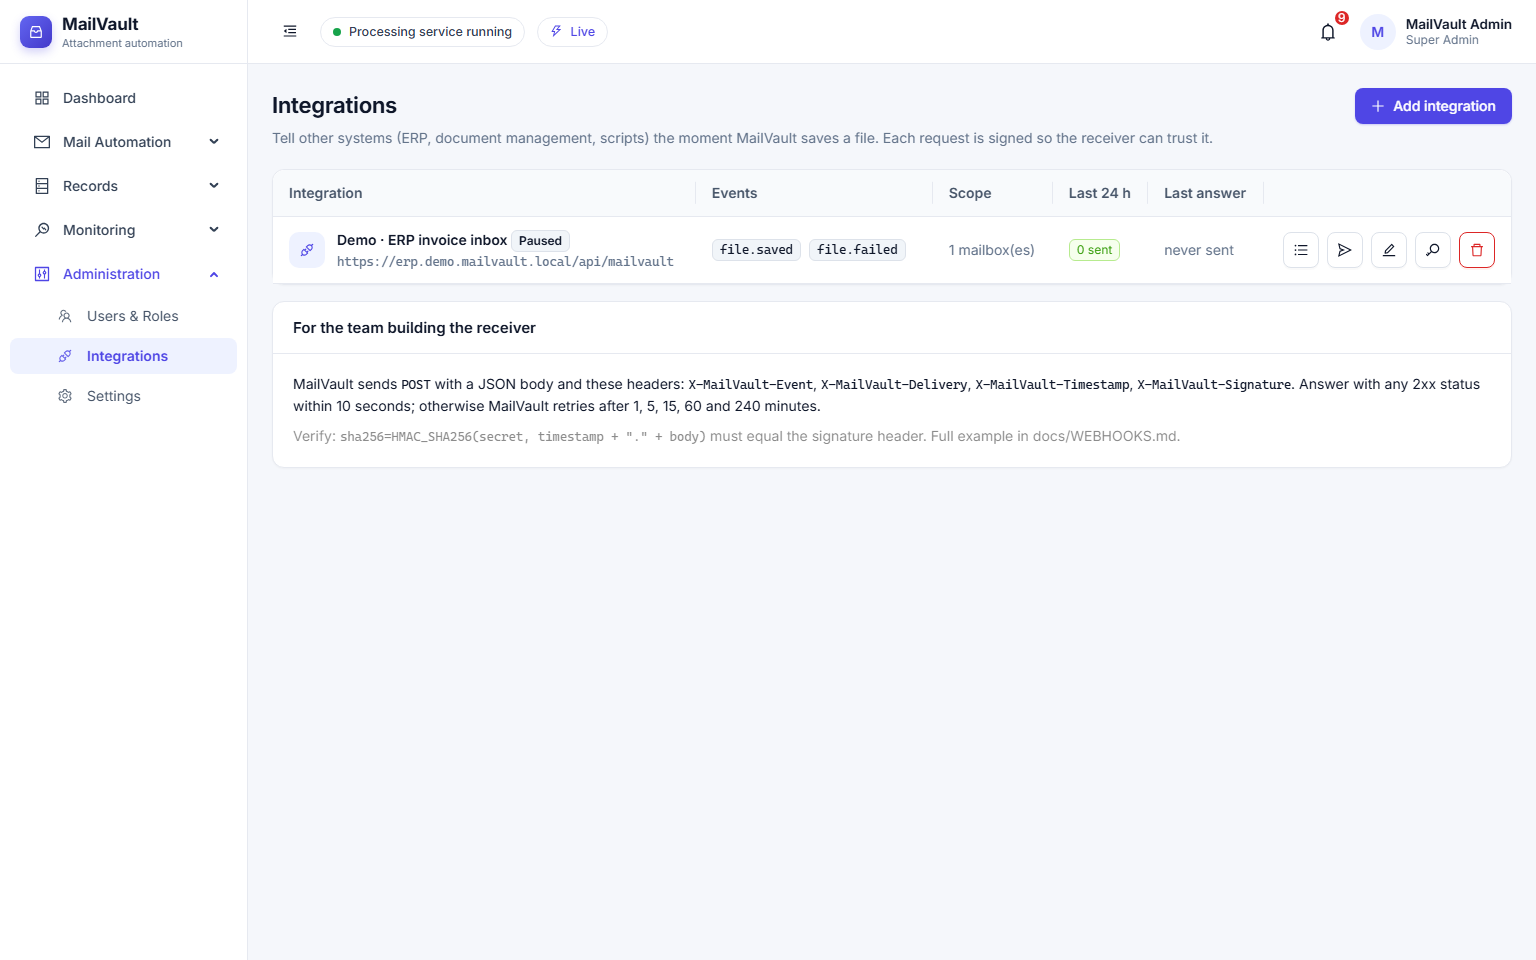 MailVault
Attachment automation
Processing service running
Live
9
M
MailVault Admin
Super Admin
Dashboard
Mail Automation
Records
Monitoring
Administration
Users & Roles
Integrations
Settings
Integrations
Add integration
Tell other systems (ERP, document management, scripts) the moment MailVault saves a file. Each request is signed so the receiver can trust it.
Integration Events Scope Last 24 h Last answer
Demo · ERP invoice inbox Paused
https://erp.demo.mailvault.local/api/mailvault
file.saved file.failed 1 mailbox(es) 0 sent never sent
For the team building the receiver
MailVault sends POST with a JSON body and these headers: X-MailVault-Event, X-MailVault-Delivery, X-MailVault-Timestamp, X-MailVault-Signature. Answer with any 2xx status
within 10 seconds; otherwise MailVault retries after 1, 5, 15, 60 and 240 minutes.
Verify: sha256=HMAC_SHA256(secret, timestamp + "." + body) must equal the signature header. Full example in docs/WEBHOOKS.md.